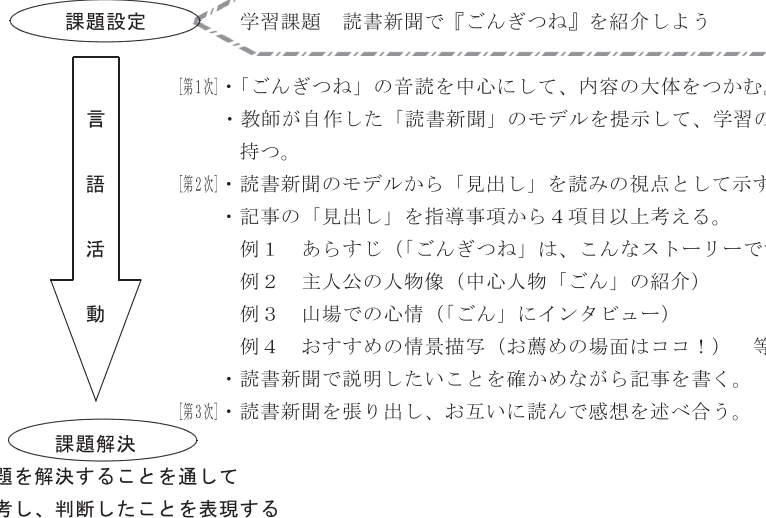 課題設定
学習課題　読書新聞で『ごんぎつね』を紹介しよう
言語活動
[第1次]・「ごんぎつね」の音読を中心にして、内容の大体をつかむ。
・教師が自作した「読書新聞」のモデルを提示して、学習の
持つ。
[第2次]・読書新聞のモデルから「見出し」を読みの視点として示す
・記事の「見出し」を指導事項から４項目以上考える。
例１　あらすじ（「ごんぎつね」は、こんなストーリーで
例２　主人公の人物像（中心人物「ごん」の紹介）
例３　山場での心情（「ごん」にインタビュー）
例４　おすすめの情景描写（お薦めの場面はココ！）　等
・読書新聞で説明したいことを確かめながら記事を書く。
[第3次]・読書新聞を張り出し、お互いに読んで感想を述べ合う。
課題解決
題を解決することを通して
考し、判断したことを表現する